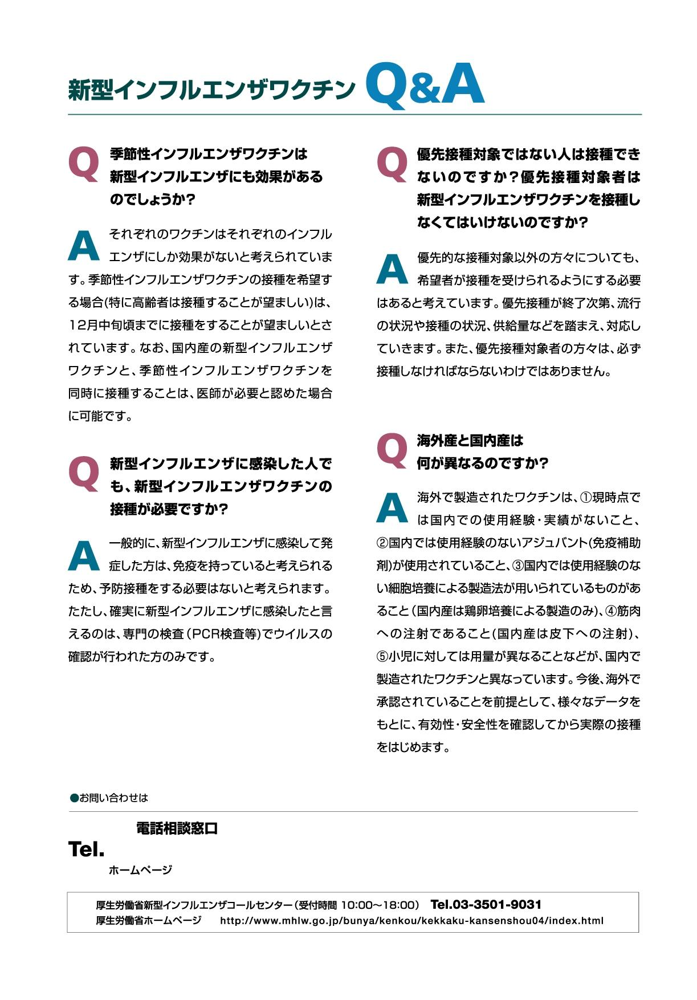 新型インフルエンザワクチン Q&A
Q 季節性インフルエンザワクチンは
新型インフルエンザにも効果がある
のでしょうか?
A それぞれのワクチンはそれぞれのインフル
エンザにしか効果がないと考えられていま
す。季節性インフルエンザワクチンの接種を希望す
る場合(特に高齢者は接種することが望ましい)は、
12月中旬頃までに接種をすることが望ましいとさ
れています。なお、国内産の新型インフルエンザ
ワクチンと、季節性インフルエンザワクチンを
同時に接種することは、医師が必要と認めた場合
に可能です。
Q 新型インフルエンザに感染した人で
も、新型インフルエンザワクチンの
接種が必要ですか?
A 一般的に、新型インフルエンザに感染して発
症した方は、免疫を持っていると考えられる
ため、予防接種をする必要はないと考えられます。
たたし、確実に新型インフルエンザに感染したと言
えるのは、専門の検査(PCR検査等)でウイルスの
確認が行われた方のみです。
Q 優先接種対象ではない人は接種でき
ないのですか?優先接種対象者は
新型インフルエンザワクチンを接種し
なくてはいけないのですか?
A 優先的な接種対象以外の方々についても、
希望者が接種を受けられるようにする必要
はあると考えています。優先接種が終了次第、流行
の状況や接種の状況、供給量などを踏まえ、対応し
ていきます。また、優先接種対象者の方々は、必ず
接種しなければならないわけではありません。
Q 海外産と国内産は
何が異なるのですか?
A 海外で製造されたワクチンは、①現時点で
は国内での使用経験・実績がないこと、
②国内では使用経験のないアジュバント(免疫補助
剤)が使用されていること、③国内では使用経験のな
い細胞培養による製造法が用いられているものがあ
ること(国内産は鶏卵培養による製造のみ)、④筋肉
への注射であること(国内産は皮下への注射)、
⑤小児に対しては用量が異なることなどが、国内で
製造されたワクチンと異なっています。今後、海外で
承認されていることを前提として、様々なデータを
もとに、有効性・安全性を確認してから実際の接種
をはじめます。
●お問い合わせは
電話相談窓口
Tel.
ホームページ
厚生労働省新型インフルエンザコールセンター(受付時間 10:00〜18:00) Tel.03-3501-9031
厚生労働省ホームページ http://www.mhlw.go.jp/bunya/kenkou/kekkaku-kansenshou04/index.html